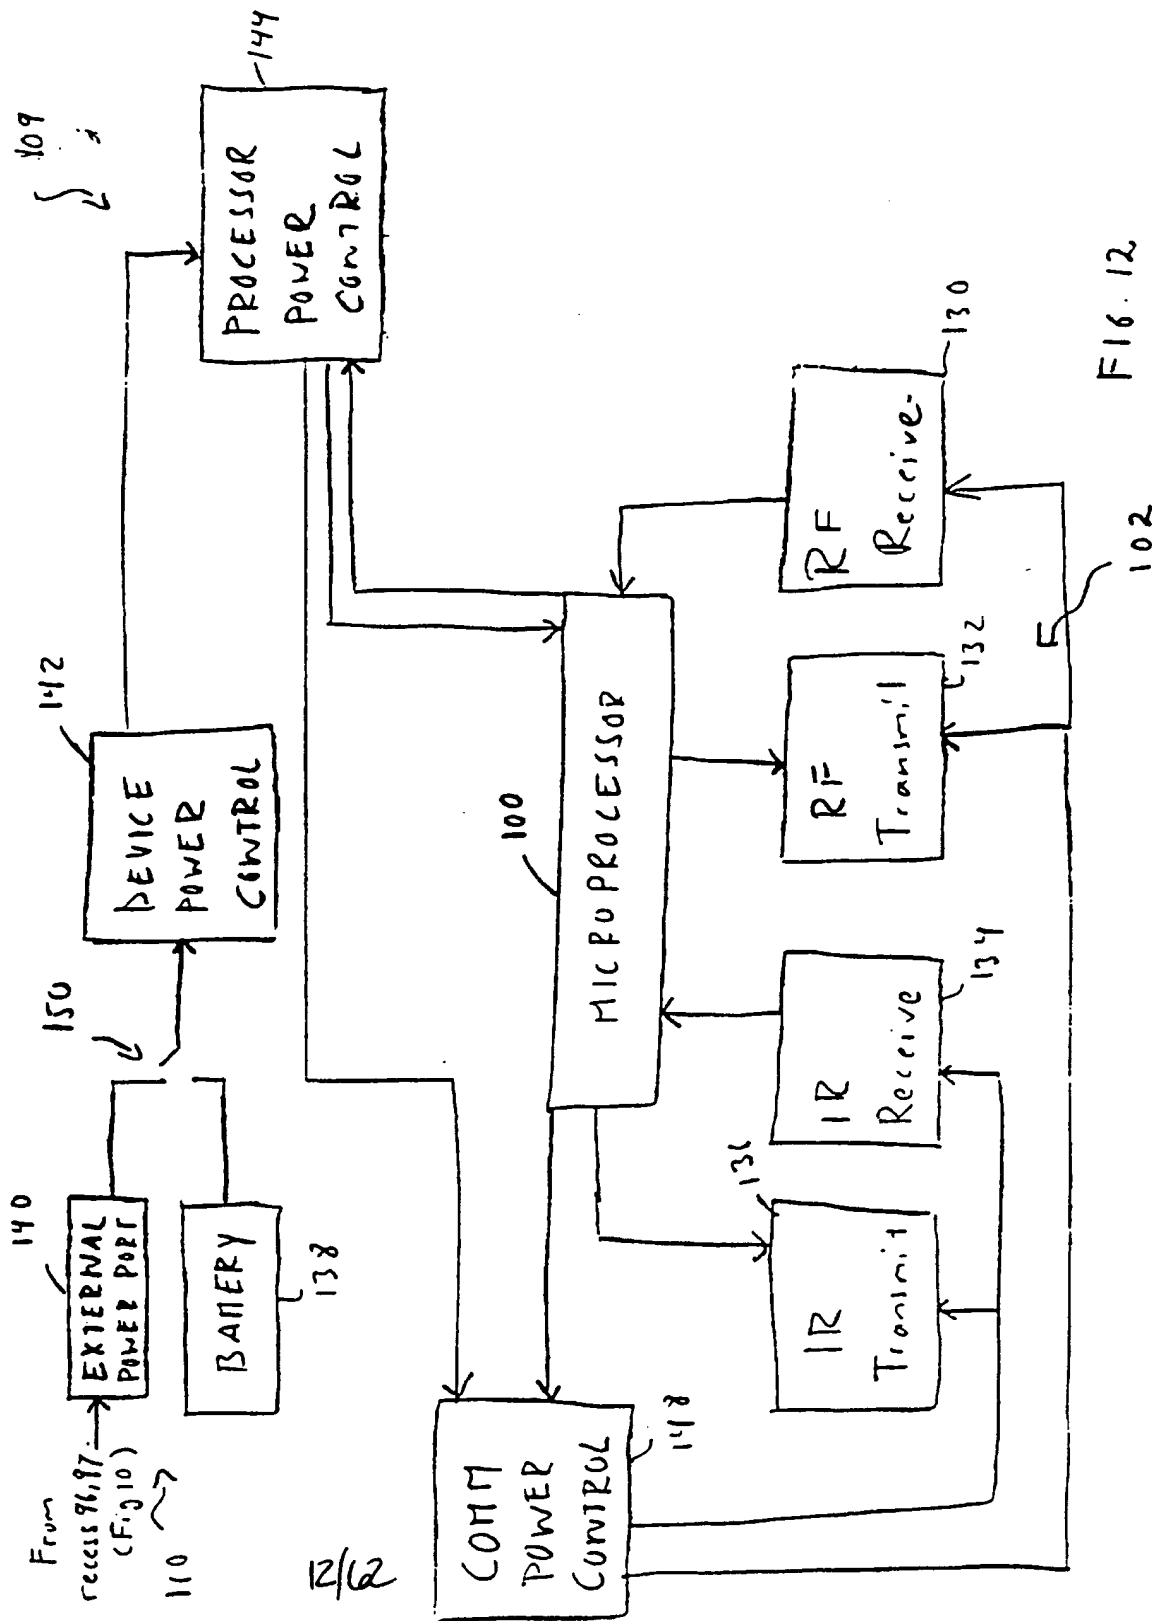 From
recess 96,97
(Fig 10)
110
140
EXTERNAL
POWER PORT
BATTERY
138
150
142
DEVICE
POWER
CONTROL
109
144
PROCESSOR
POWER
CONTROL
12/62
COMM
POWER
CONTROL
148
100
MICROPROCESSOR
136
IR
Transmit
IR
Receive
134
RF
Transmit
132
RF
Receive
130
102
FIG. 12